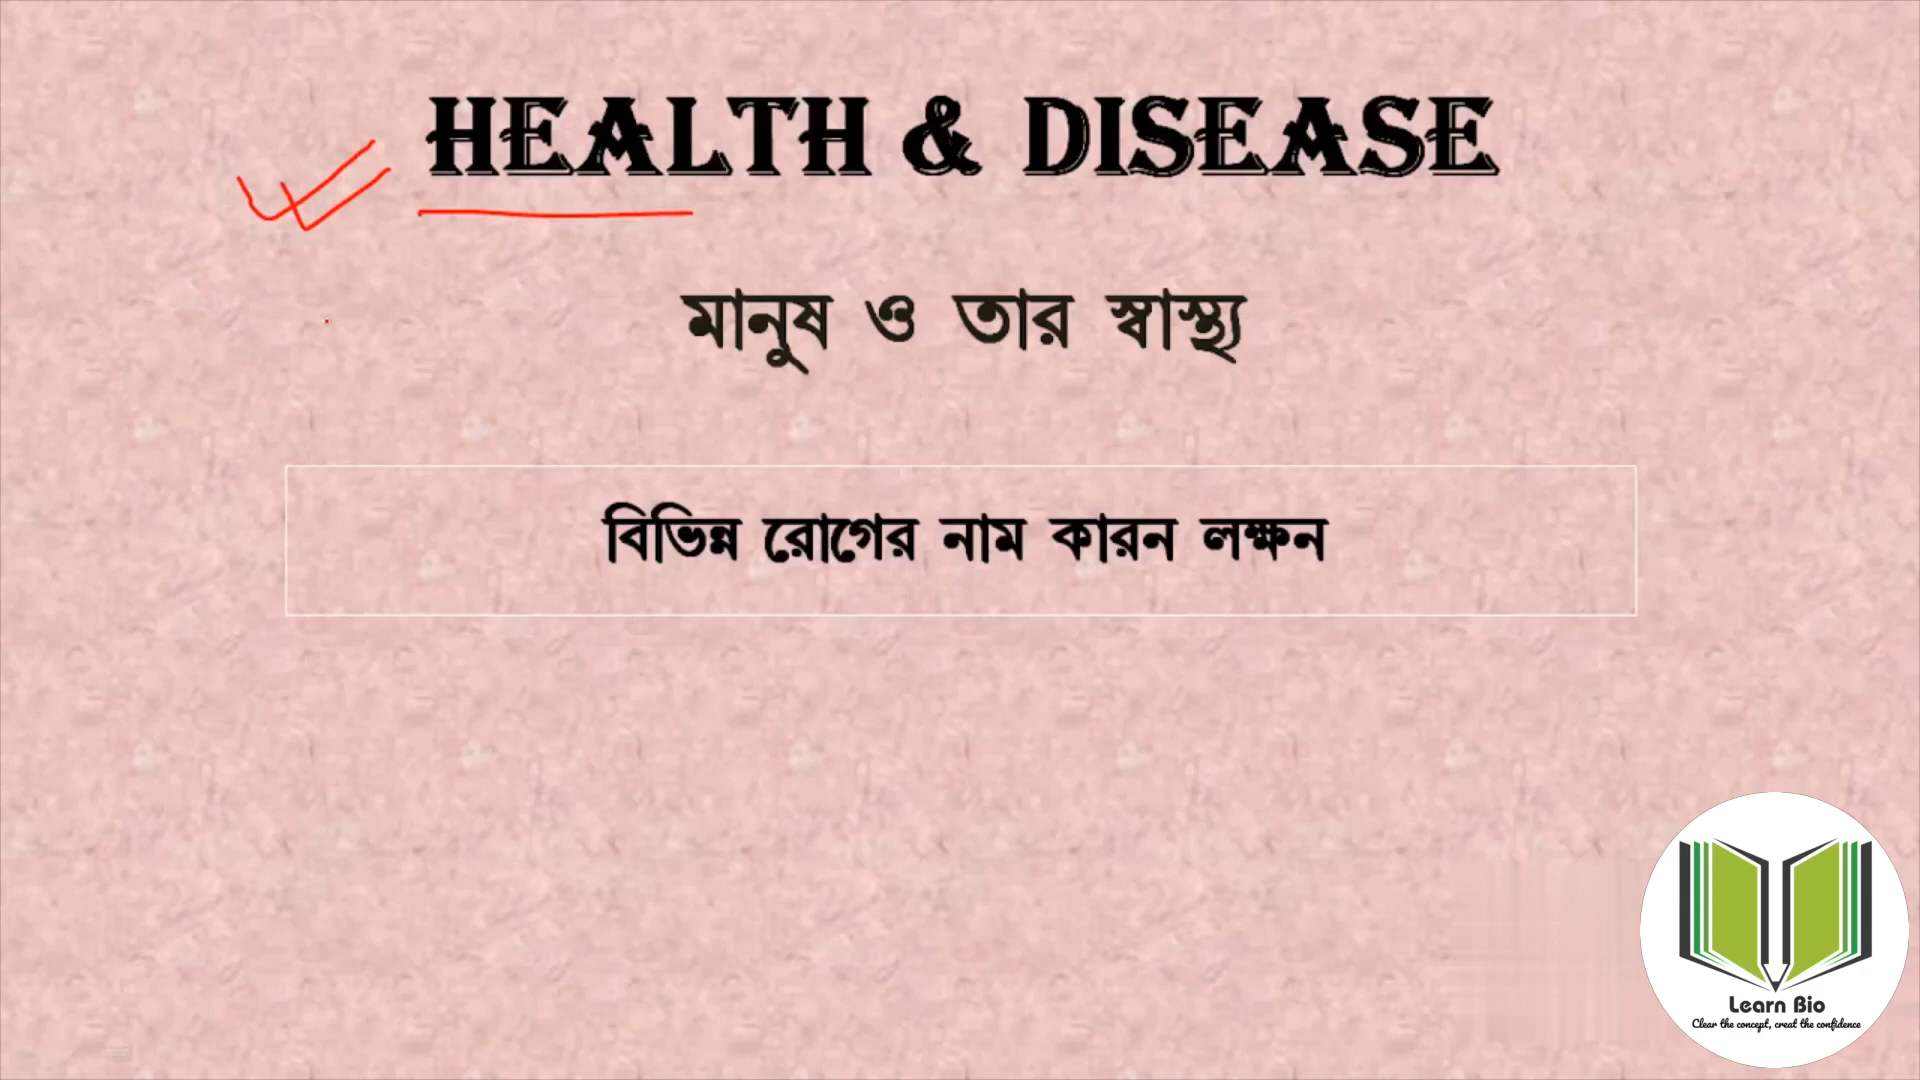 HEALTH & DISEASE
মানুষ ও তার স্বাস্থ্য
বিভিন্ন রোগের নাম কারন লক্ষন
Learn Bio
Clear the concept, creat the confidence